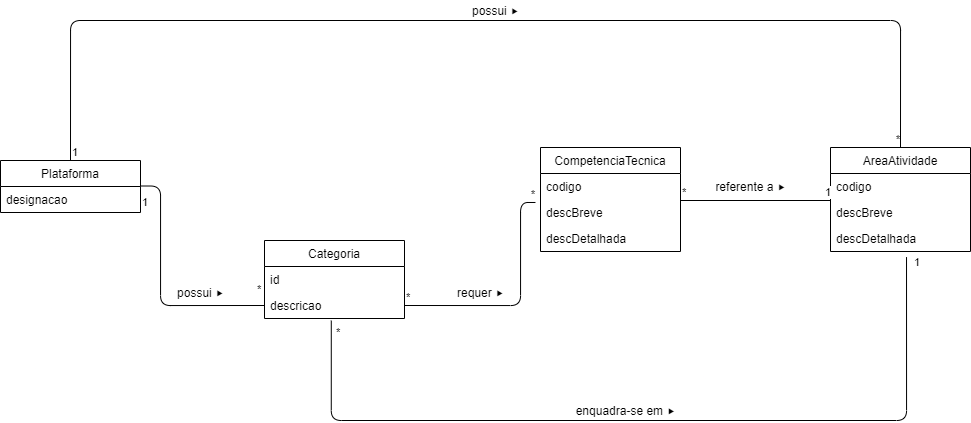 possui ▶
1
*
Plataforma
designacao
1
CompetenciaTecnica
codigo
descBreve
descDetalhada
*
*
referente a ▶
1
AreaAtividade
codigo
descBreve
descDetalhada
1
Categoria
id
descricao
possui ▶
*
*
requer ▶
*
enquadra-se em ▶